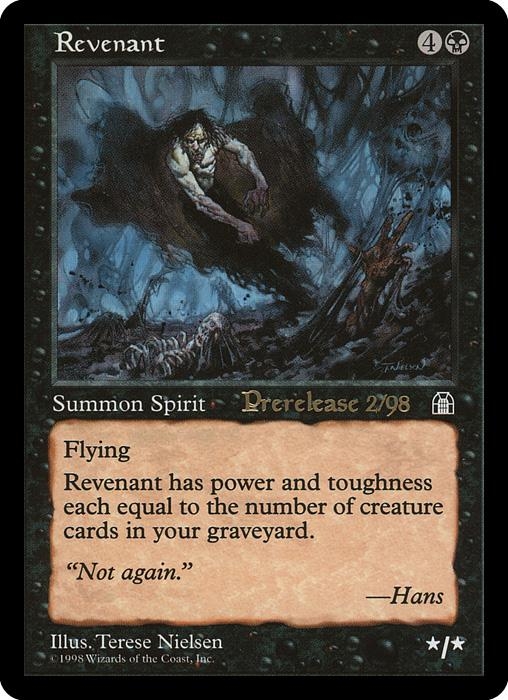 Revenant 4
T.NIELSEN
Summon Spirit Prerelease 2/98
Flying
Revenant has power and toughness
each equal to the number of creature
cards in your graveyard.
“Not again.”
—Hans
Illus. Terese Nielsen
©1998 Wizards of the Coast, Inc.
★/★